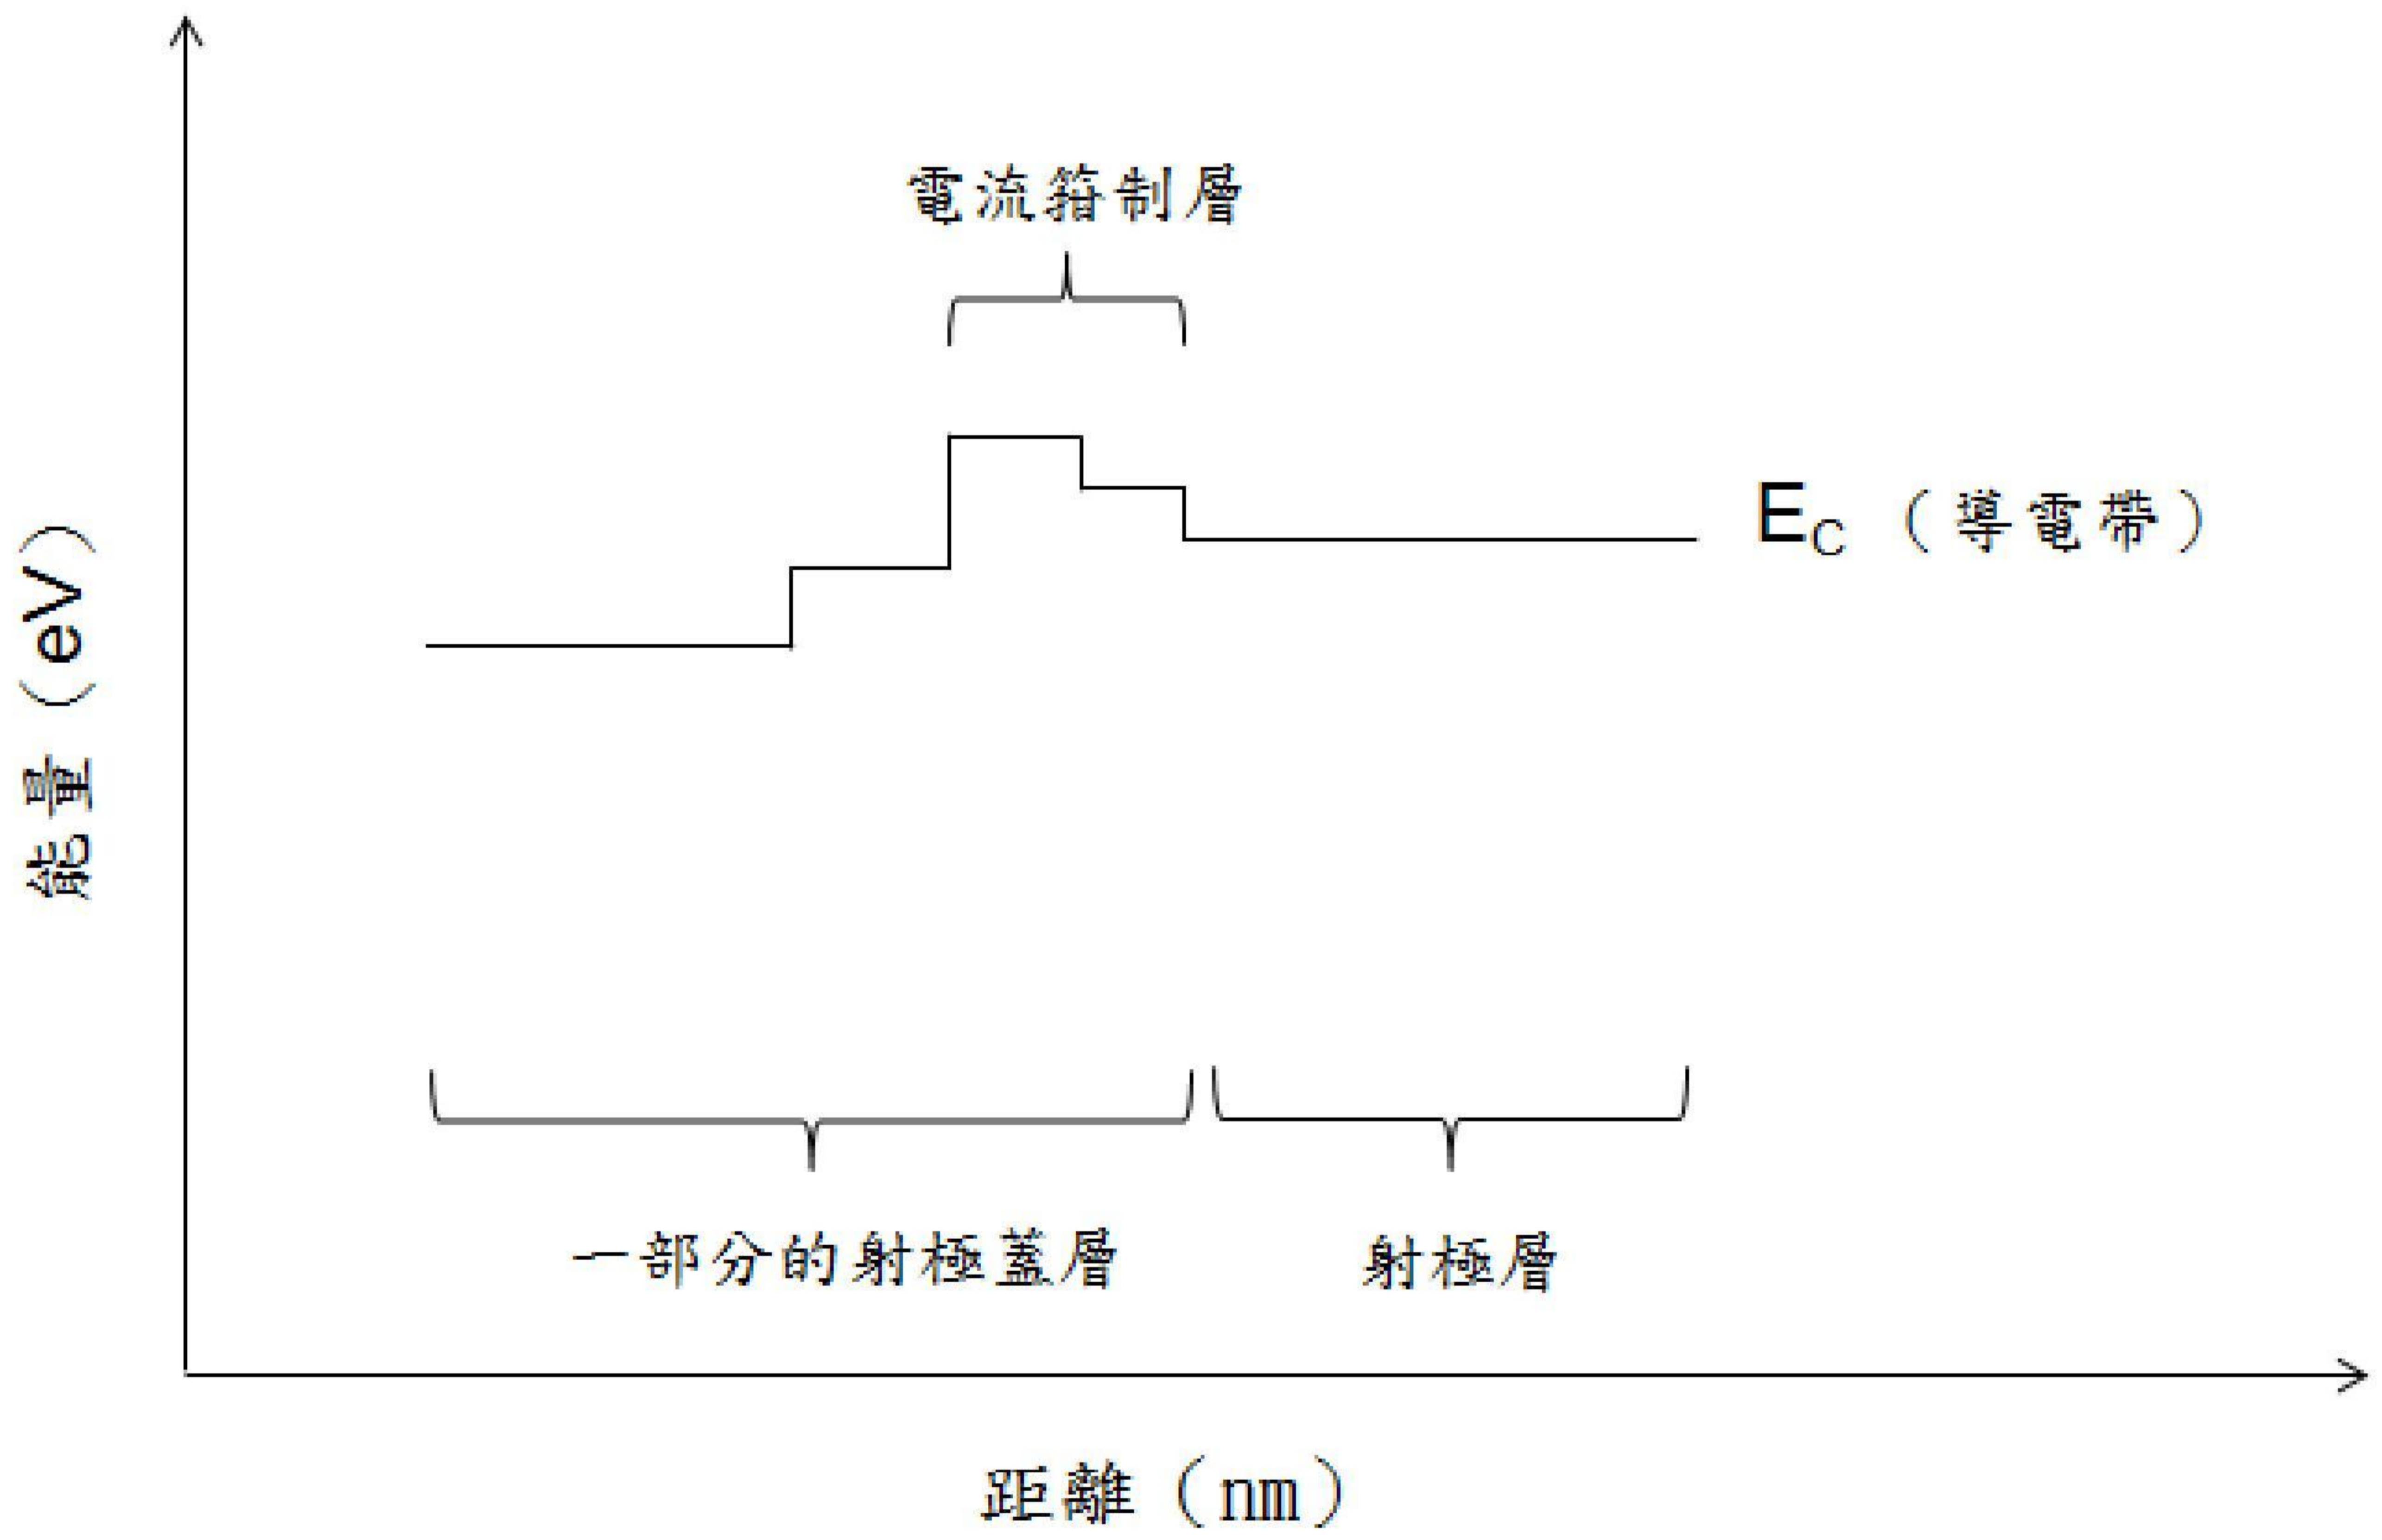 電流箝制層
E_C（導電帶）
能量（eV）
一部分的射極蓋層
射極層
距離（nm）